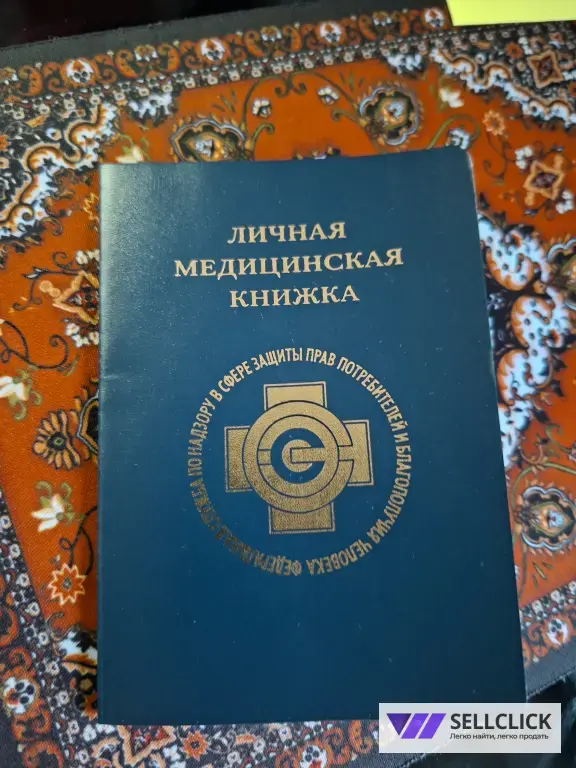 ЛИЧНАЯ
МЕДИЦИНСКАЯ
КНИЖКА
ФЕДЕРАЛЬНАЯ СЛУЖБА ПО НАДЗОРУ В СФЕРЕ ЗАЩИТЫ ПРАВ ПОТРЕБИТЕЛЕЙ И БЛАГОПОЛУЧИЯ ЧЕЛОВЕКА
SELLCLICK
Легко найти, легко продать